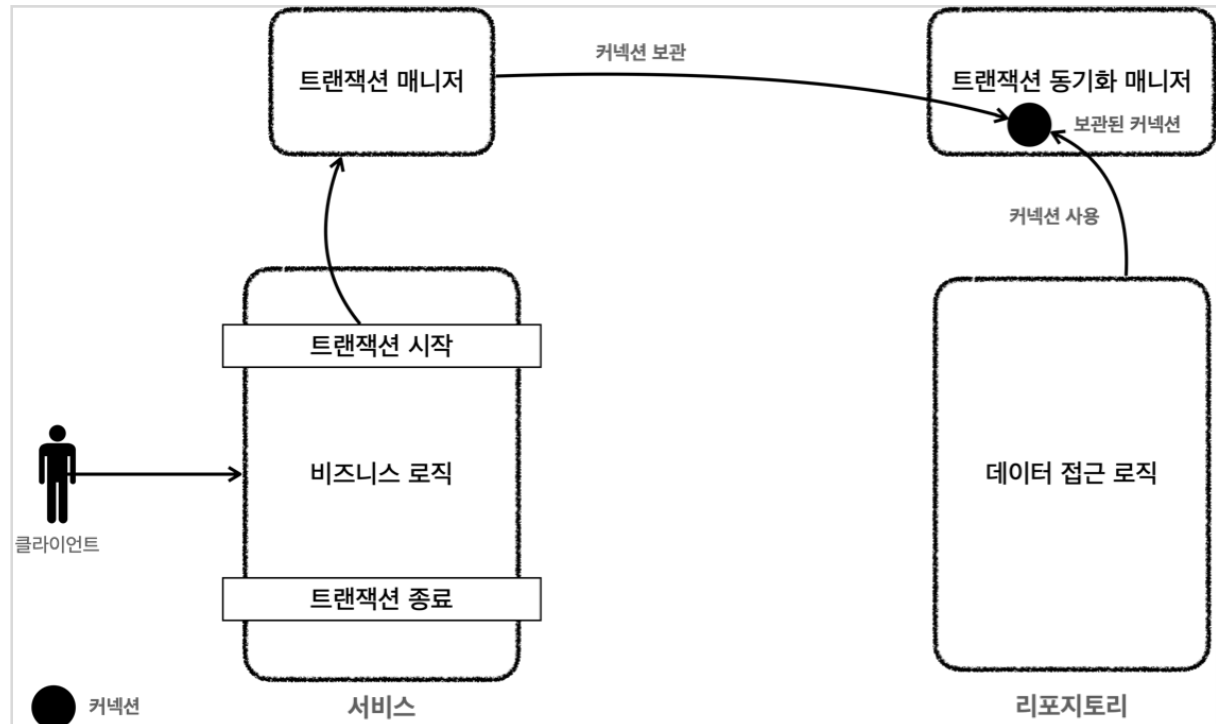 트랜잭션 매니저
커넥션 보관
트랜잭션 동기화 매니저
보관된 커넥션
커넥션 사용
트랜잭션 시작
비즈니스 로직
데이터 접근 로직
클라이언트
트랜잭션 종료
커넥션
서비스
리포지토리